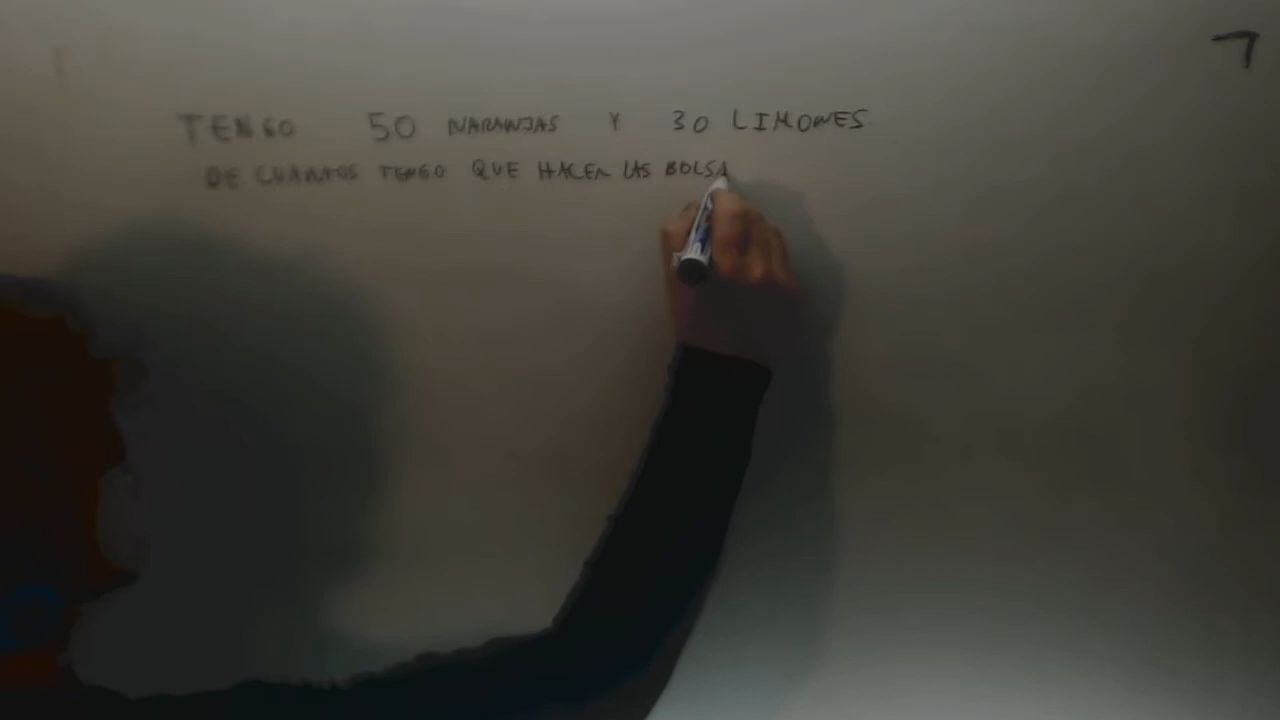 TENGO 50 NARANJAS Y 30 LIMONES.
DE CUANTOS TENGO QUE HACER LAS BOLSA